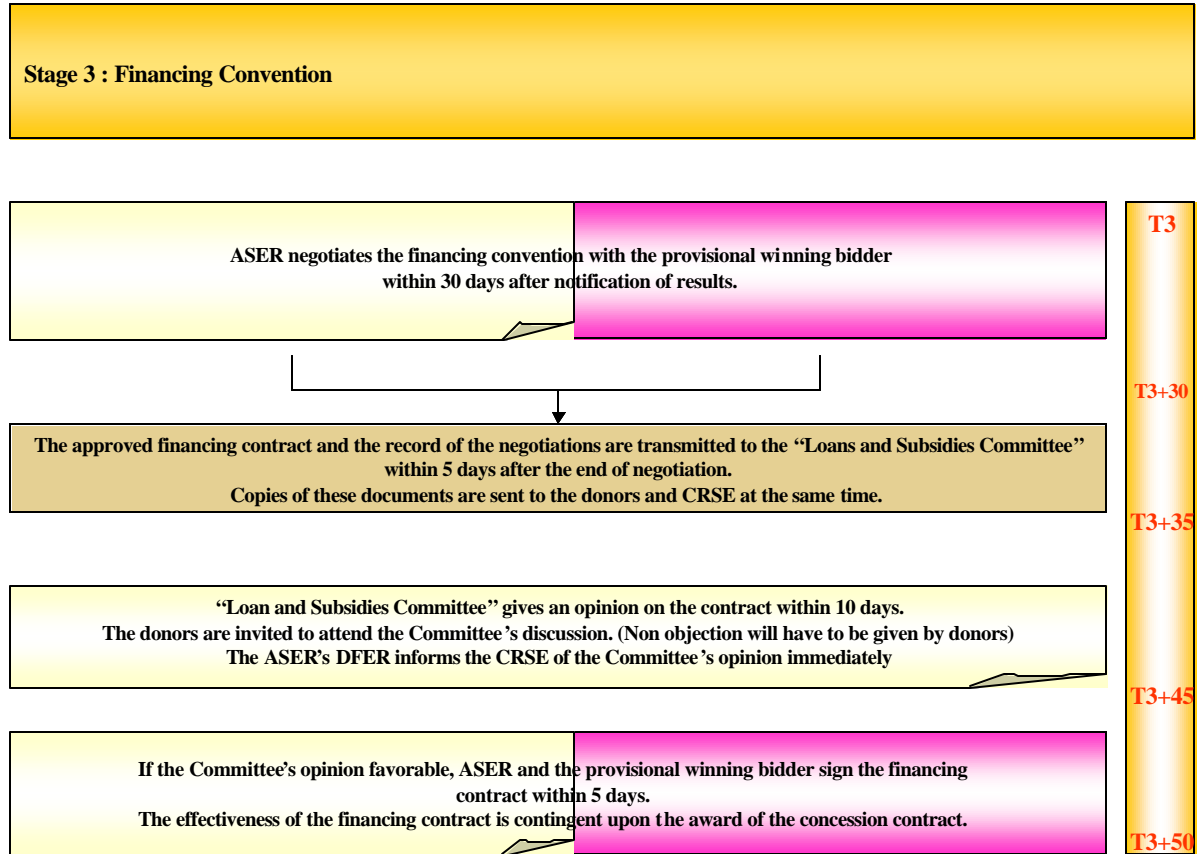 Stage 3 : Financing Convention
T3
ASER negotiates the financing convention with the provisional winning bidder
within 30 days after notification of results.
T3+30
The approved financing contract and the record of the negotiations are transmitted to the “Loans and Subsidies Committee”
within 5 days after the end of negotiation.
Copies of these documents are sent to the donors and CRSE at the same time.
T3+35
“Loan and Subsidies Committee” gives an opinion on the contract within 10 days.
The donors are invited to attend the Committee’s discussion. (Non objection will have to be given by donors)
The ASER’s DFER informs the CRSE of the Committee’s opinion immediately
T3+45
If the Committee’s opinion favorable, ASER and the provisional winning bidder sign the financing
contract within 5 days.
The effectiveness of the financing contract is contingent upon the award of the concession contract.
T3+50